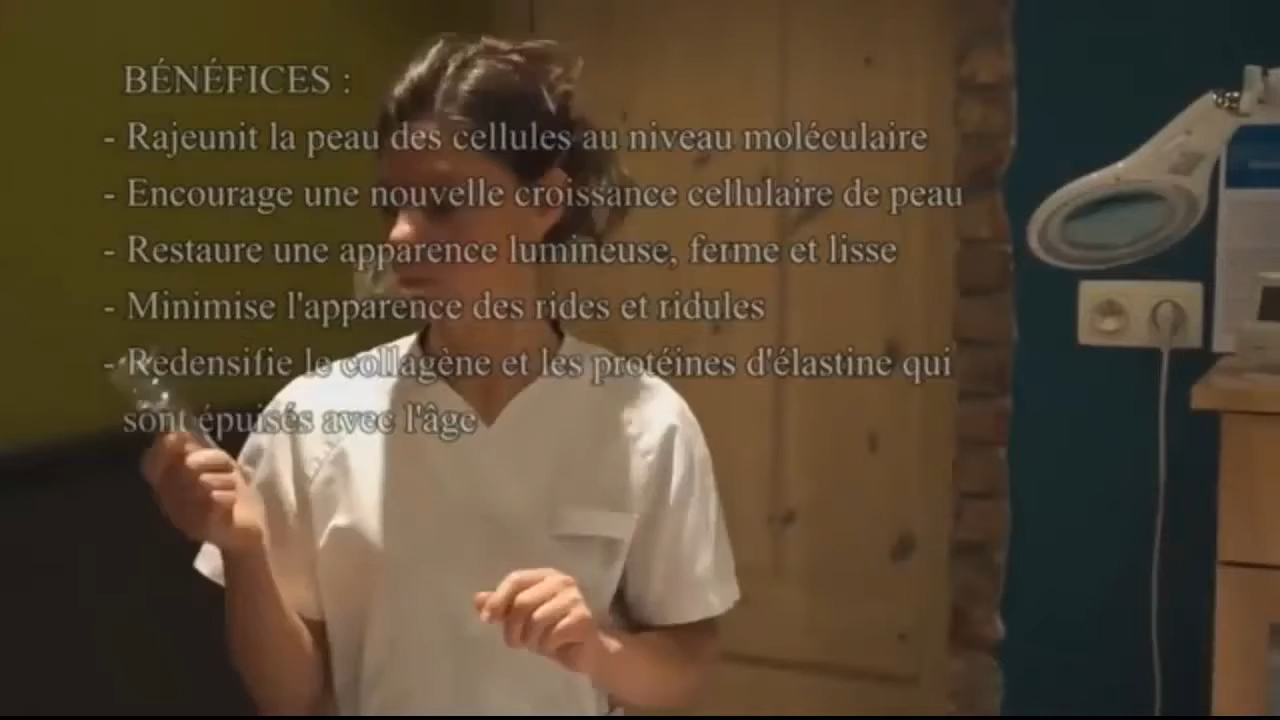 BÉNÉFICES :
- Rajeunit la peau des cellules au niveau moléculaire
- Encourage une nouvelle croissance cellulaire de peau
- Restaure une apparence lumineuse, ferme et lisse
- Minimise l'apparence des rides et ridules
- Redensifie le collagène et les protéines d'élastine qui
sont épuisés avec l'âge